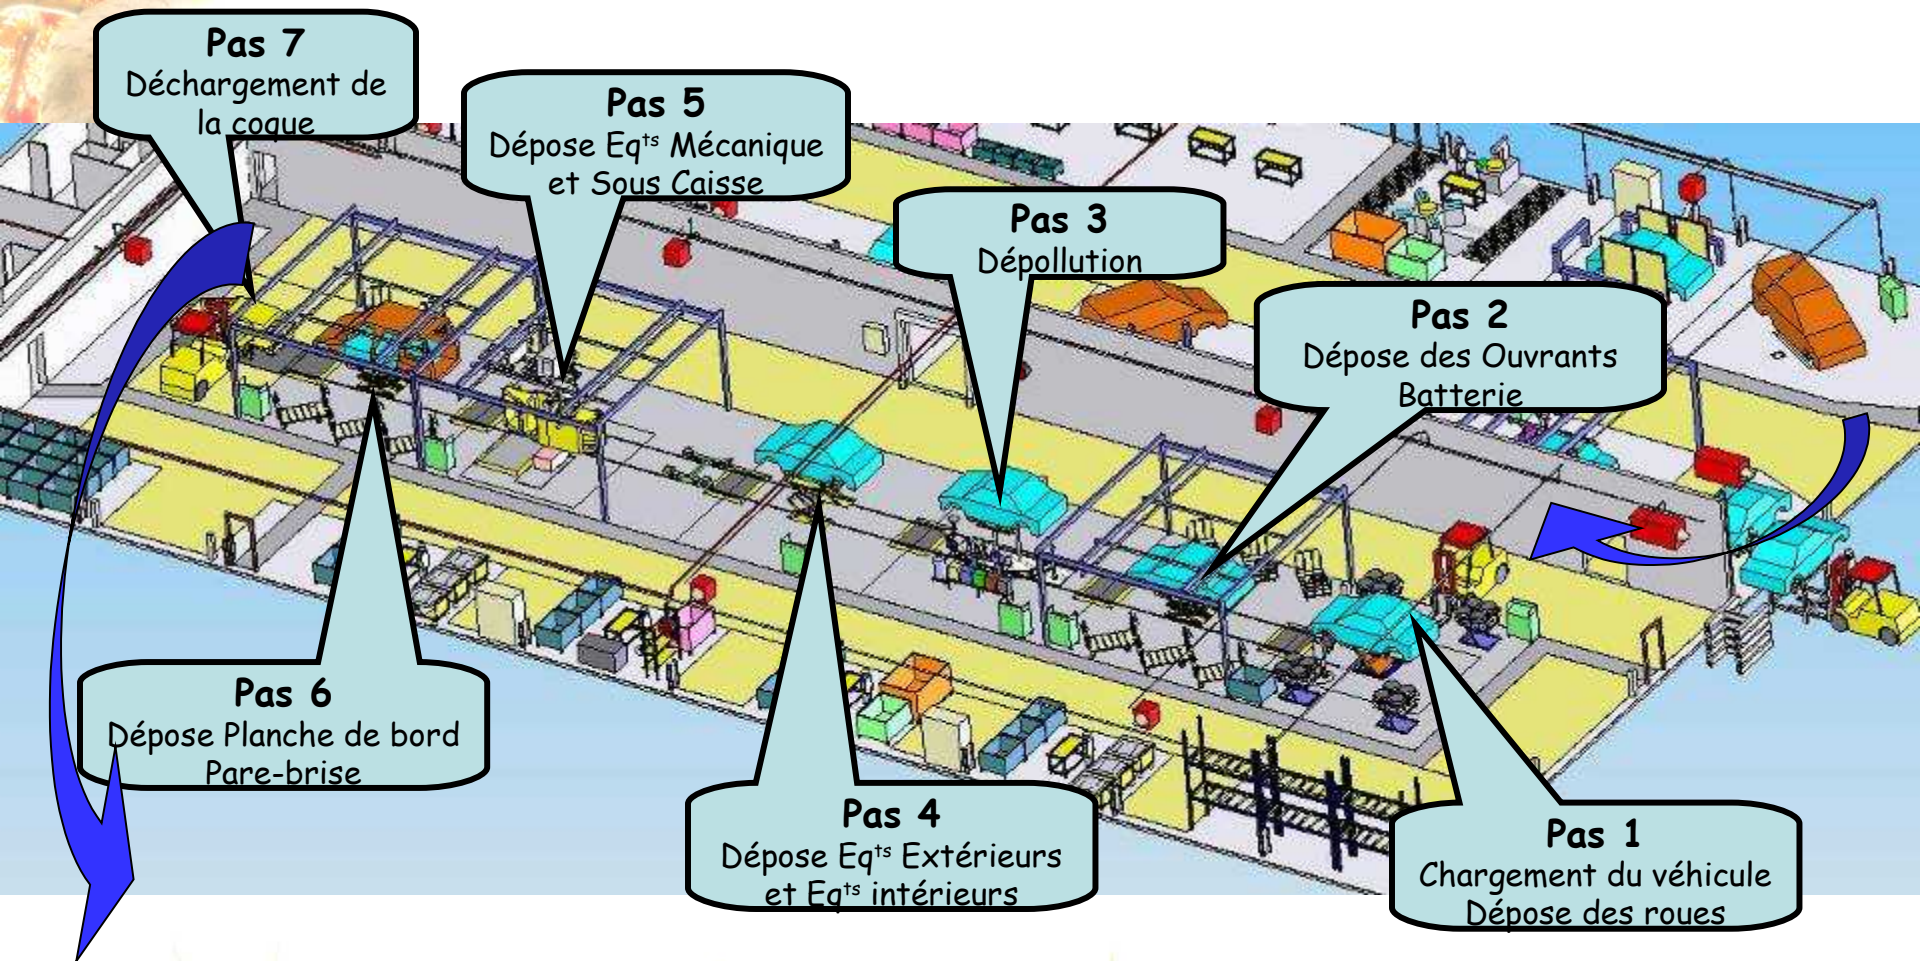 Pas 7
Déchargement de
la coque
Pas 5
Dépose Eqᵗˢ Mécanique
et Sous Caisse
Pas 3
Dépollution
Pas 2
Dépose des Ouvrants
Batterie
Pas 6
Dépose Planche de bord
Pare-brise
Pas 4
Dépose Eqᵗˢ Extérieurs
et Eqᵗˢ intérieurs
Pas 1
Chargement du véhicule
Dépose des roues